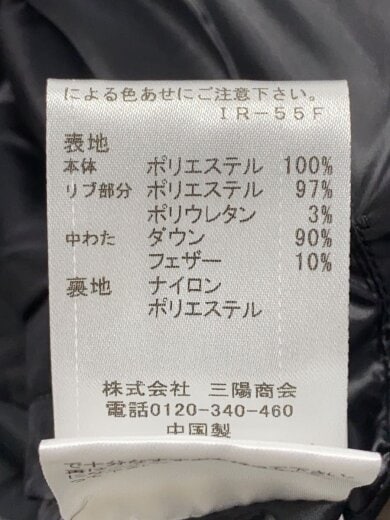 による色あせにご注意下さい。
IR-55F
表地
本体 ポリエステル 100%
リブ部分 ポリエステル 97%
ポリウレタン 3%
中わた ダウン 90%
フェザー 10%
裏地 ナイロン
ポリエステル
株式会社 三陽商会
電話0120-340-460
中国製